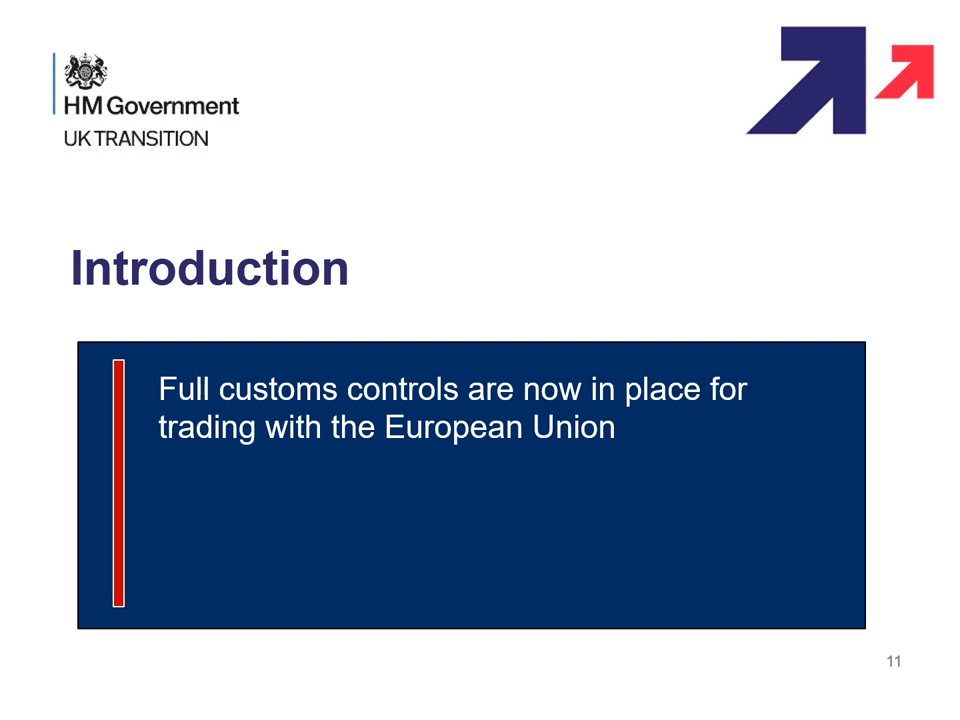 HM Government
UK TRANSITION
Introduction
Full customs controls are now in place for
trading with the European Union
11